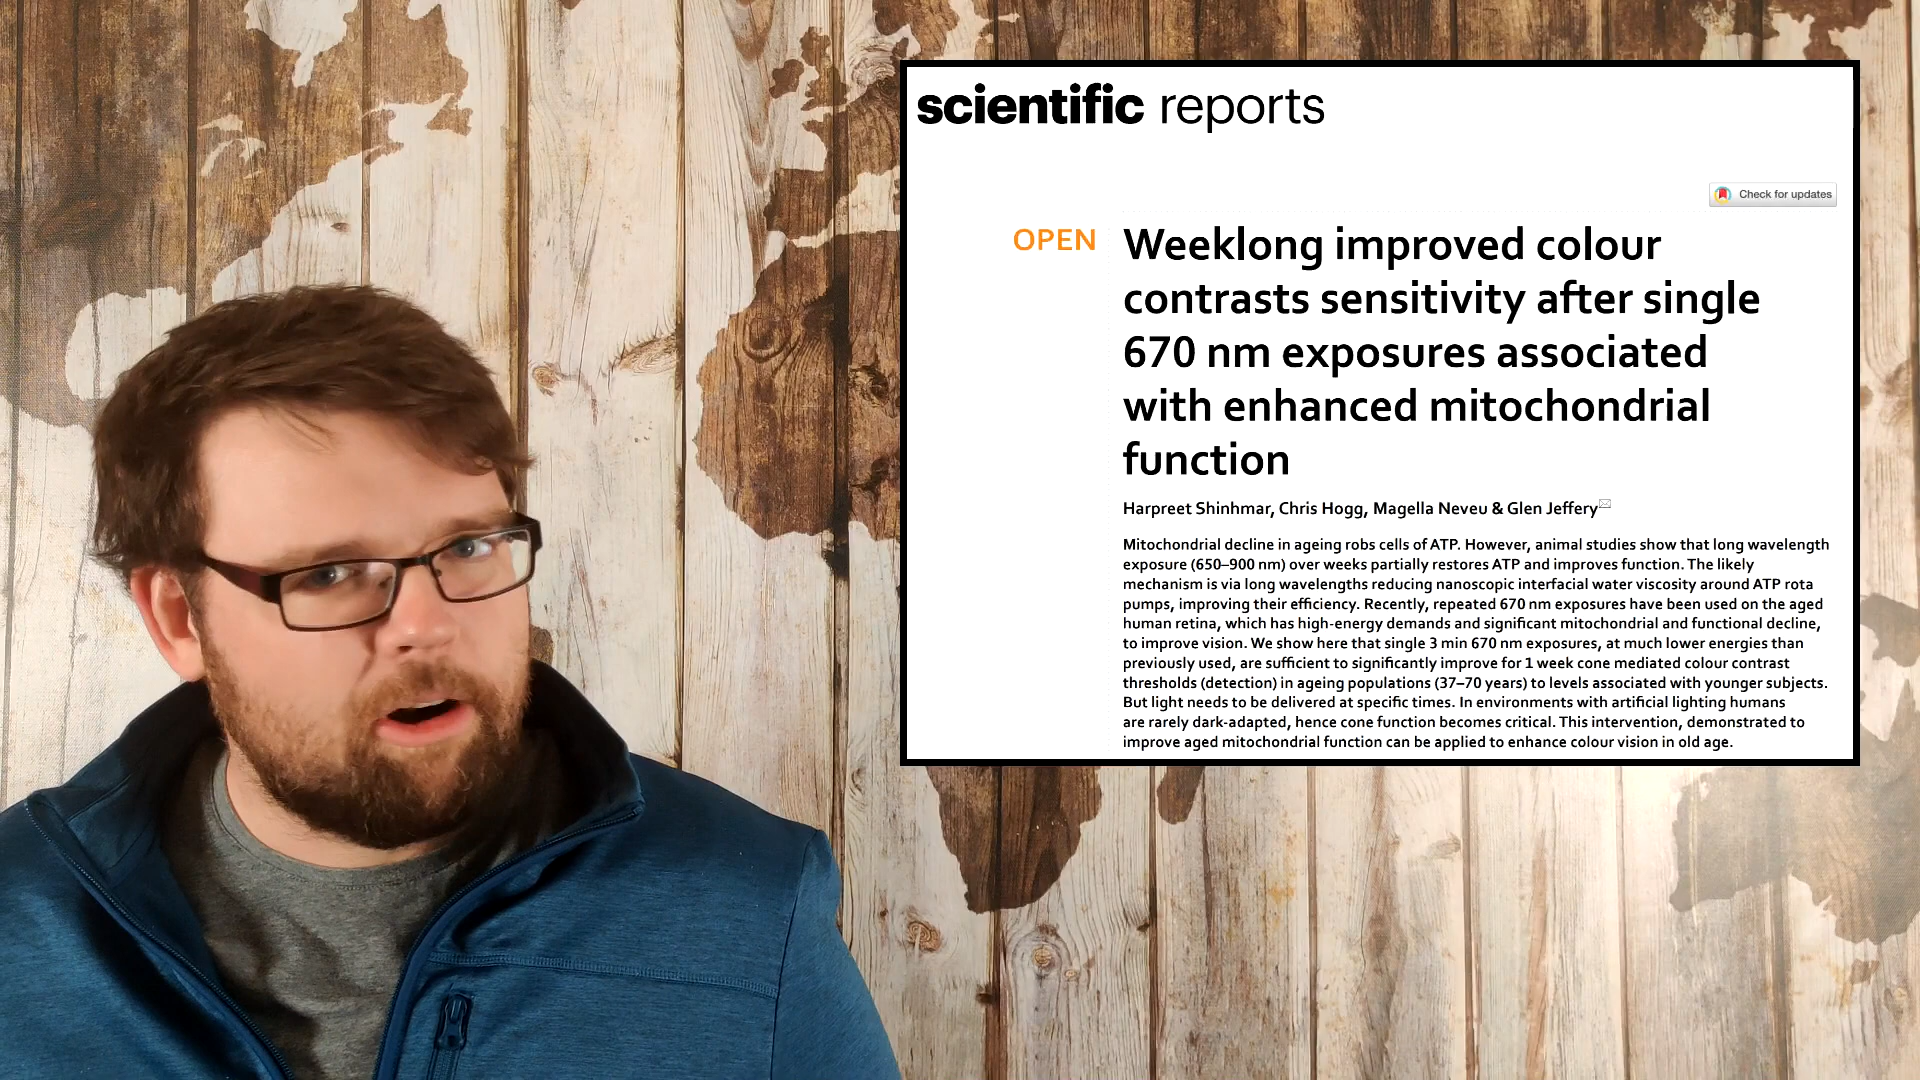 scientific reports
Check for updates
OPEN
Weeklong improved colour
contrasts sensitivity after single
670 nm exposures associated
with enhanced mitochondrial
function
Harpreet Shinhmar, Chris Hogg, Magella Neveu & Glen Jeffery
Mitochondrial decline in ageing robs cells of ATP. However, animal studies show that long wavelength
exposure (650–900 nm) over weeks partially restores ATP and improves function. The likely
mechanism is via long wavelengths reducing nanoscopic interfacial water viscosity around ATP rota
pumps, improving their efficiency. Recently, repeated 670 nm exposures have been used on the aged
human retina, which has high-energy demands and significant mitochondrial and functional decline,
to improve vision. We show here that single 3 min 670 nm exposures, at much lower energies than
previously used, are sufficient to significantly improve for 1 week cone mediated colour contrast
thresholds (detection) in ageing populations (37–70 years) to levels associated with younger subjects.
But light needs to be delivered at specific times. In environments with artificial lighting humans
are rarely dark-adapted, hence cone function becomes critical. This intervention, demonstrated to
improve aged mitochondrial function can be applied to enhance colour vision in old age.